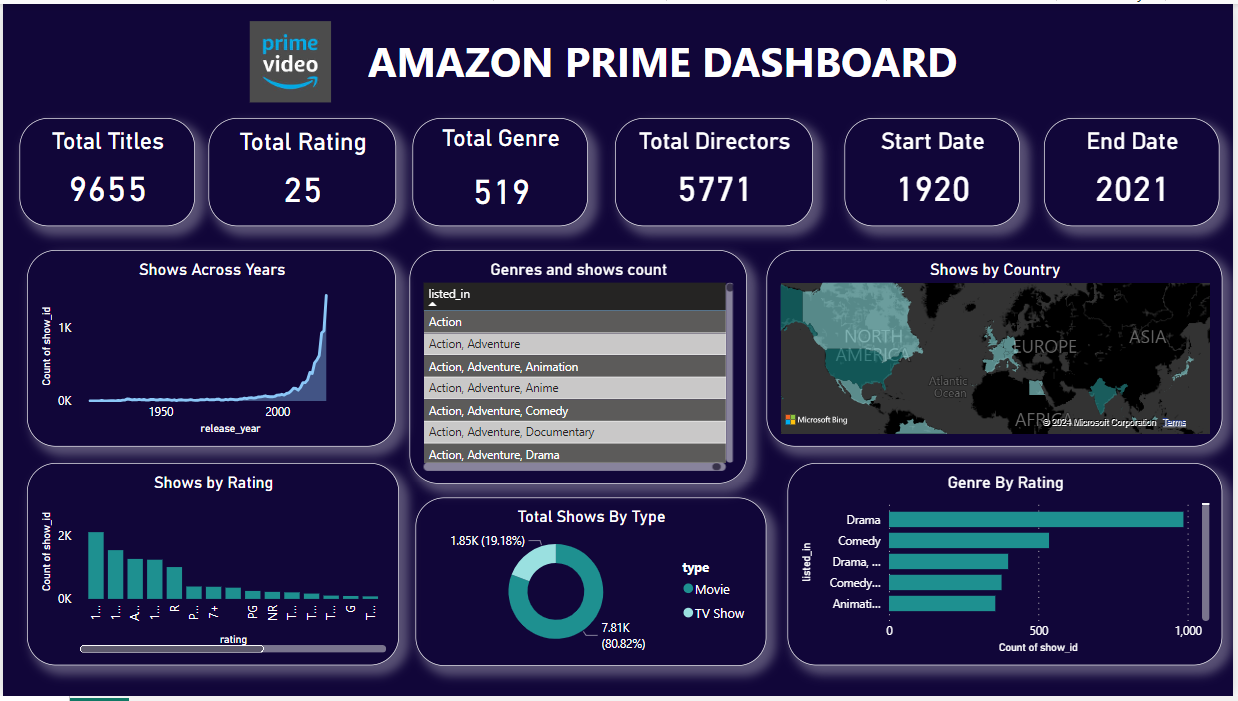 prime
video
AMAZON PRIME DASHBOARD
Total Titles
9655
Total Rating
25
Total Genre
519
Total Directors
5771
Start Date
1920
End Date
2021
Shows Across Years
Count of show_id
1K
0K
1950
2000
release_year
Genres and shows count
listed_in
Action
Action, Adventure
Action, Adventure, Animation
Action, Adventure, Anime
Action, Adventure, Comedy
Action, Adventure, Documentary
Action, Adventure, Drama
Shows by Country
NORTH
AMERICA
EUROPE
ASIA
Atlantic
Ocean
AFRICA
Microsoft Bing
© 2024 Microsoft Corporation Terms
Shows by Rating
Count of show_id
2K
0K
1...
1...
A...
1...
R
P...
7+
PG
NR
T...
T...
T...
G
T...
rating
Total Shows By Type
1.85K (19.18%)
7.81K
(80.82%)
type
Movie
TV Show
Genre By Rating
listed_in
Drama
Comedy
Drama, ...
Comedy...
Animati...
0
500
1,000
Count of show_id